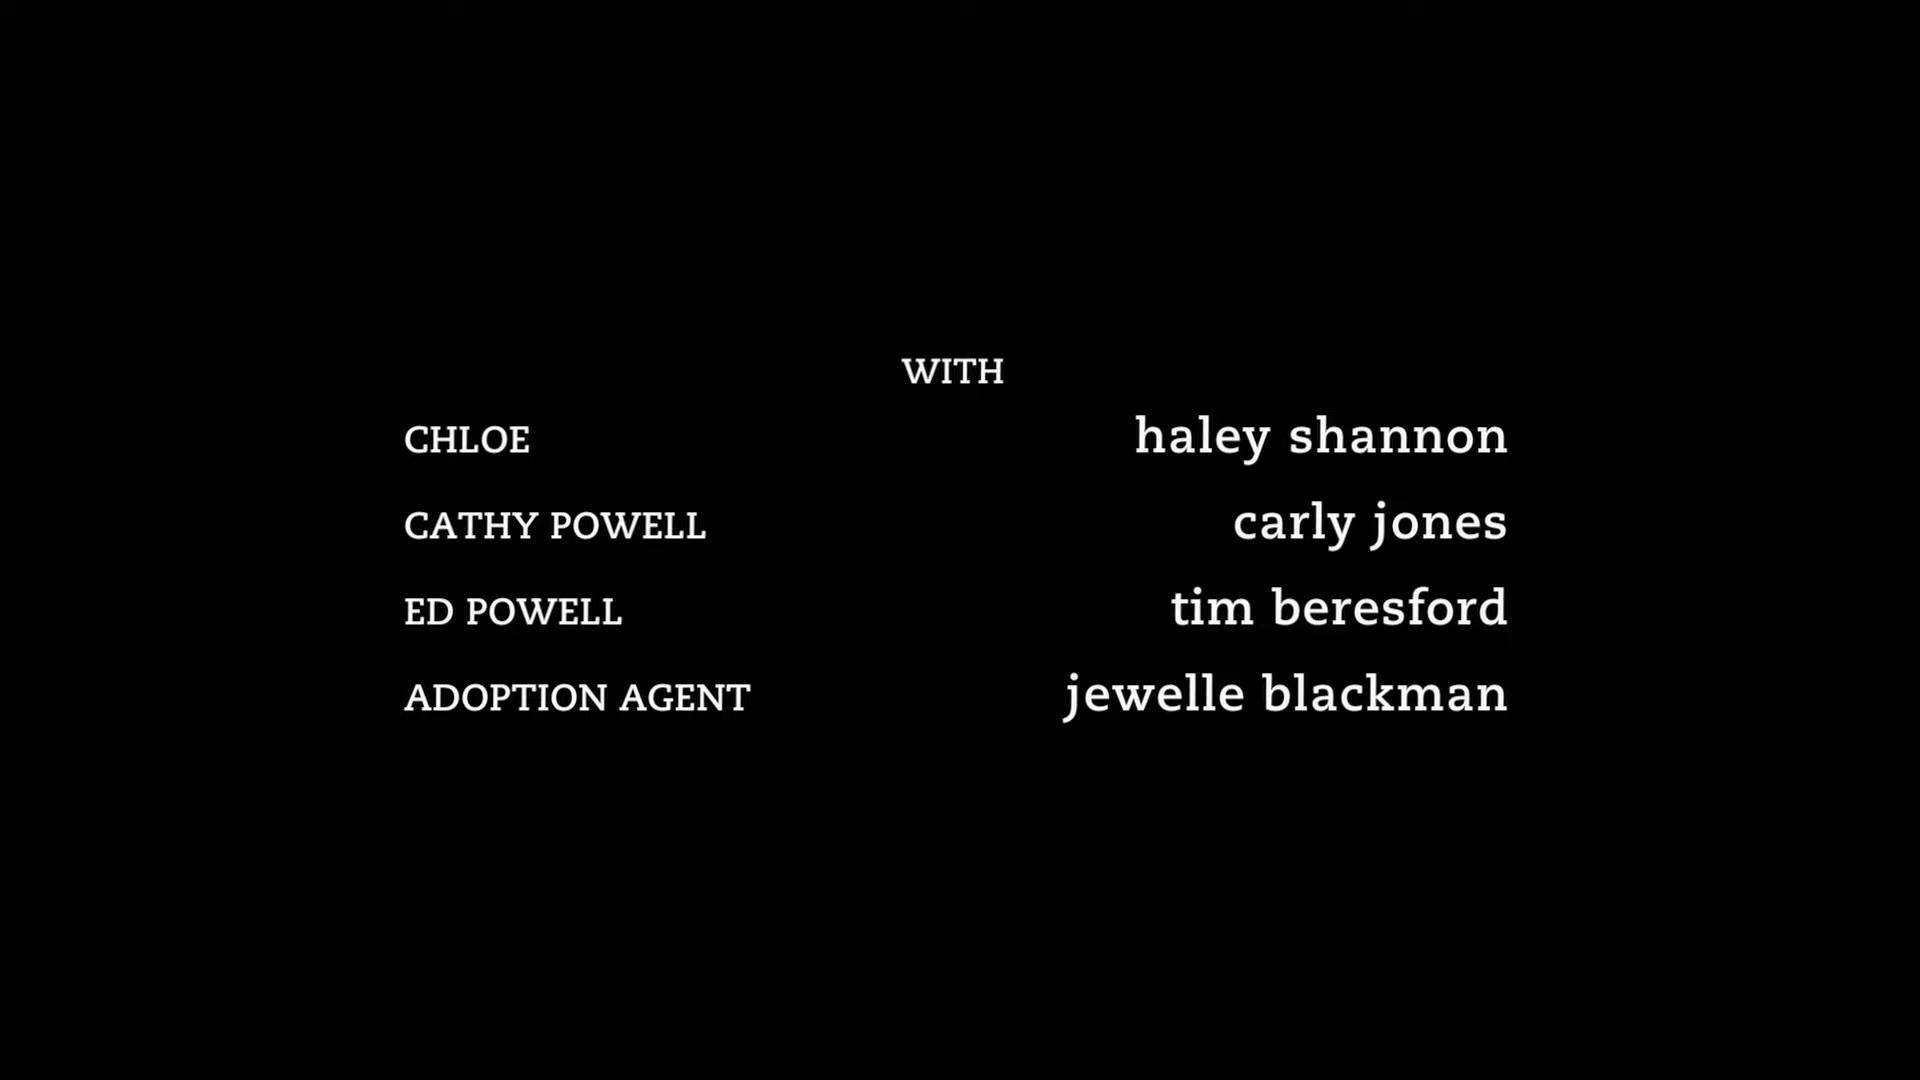 WITH
CHLOE haley shannon
CATHY POWELL carly jones
ED POWELL tim beresford
ADOPTION AGENT jewelle blackman